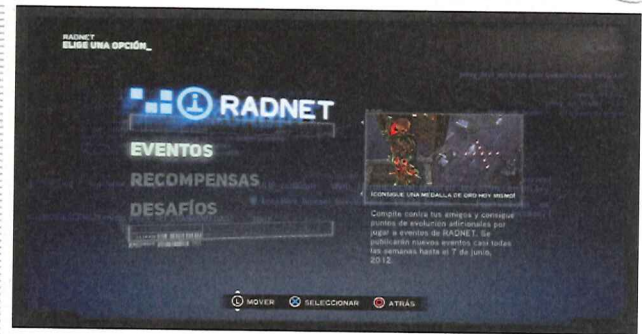 RADNET
ELIGE UNA OPCIÓN_
RADNET
EVENTOS
RECOMPENSAS
DESAFÍOS
¡CONSIGUE UNA MEDALLA DE ORO HOY MISMO!
Compite contra tus amigos y consigue
puntos de evolución adicionales por
jugar a eventos de RADNET. Se
publicarán nuevos eventos casi todas
las semanas hasta el 7 de junio,
2012.
L MOVER SELECCIONAR ATRÁS